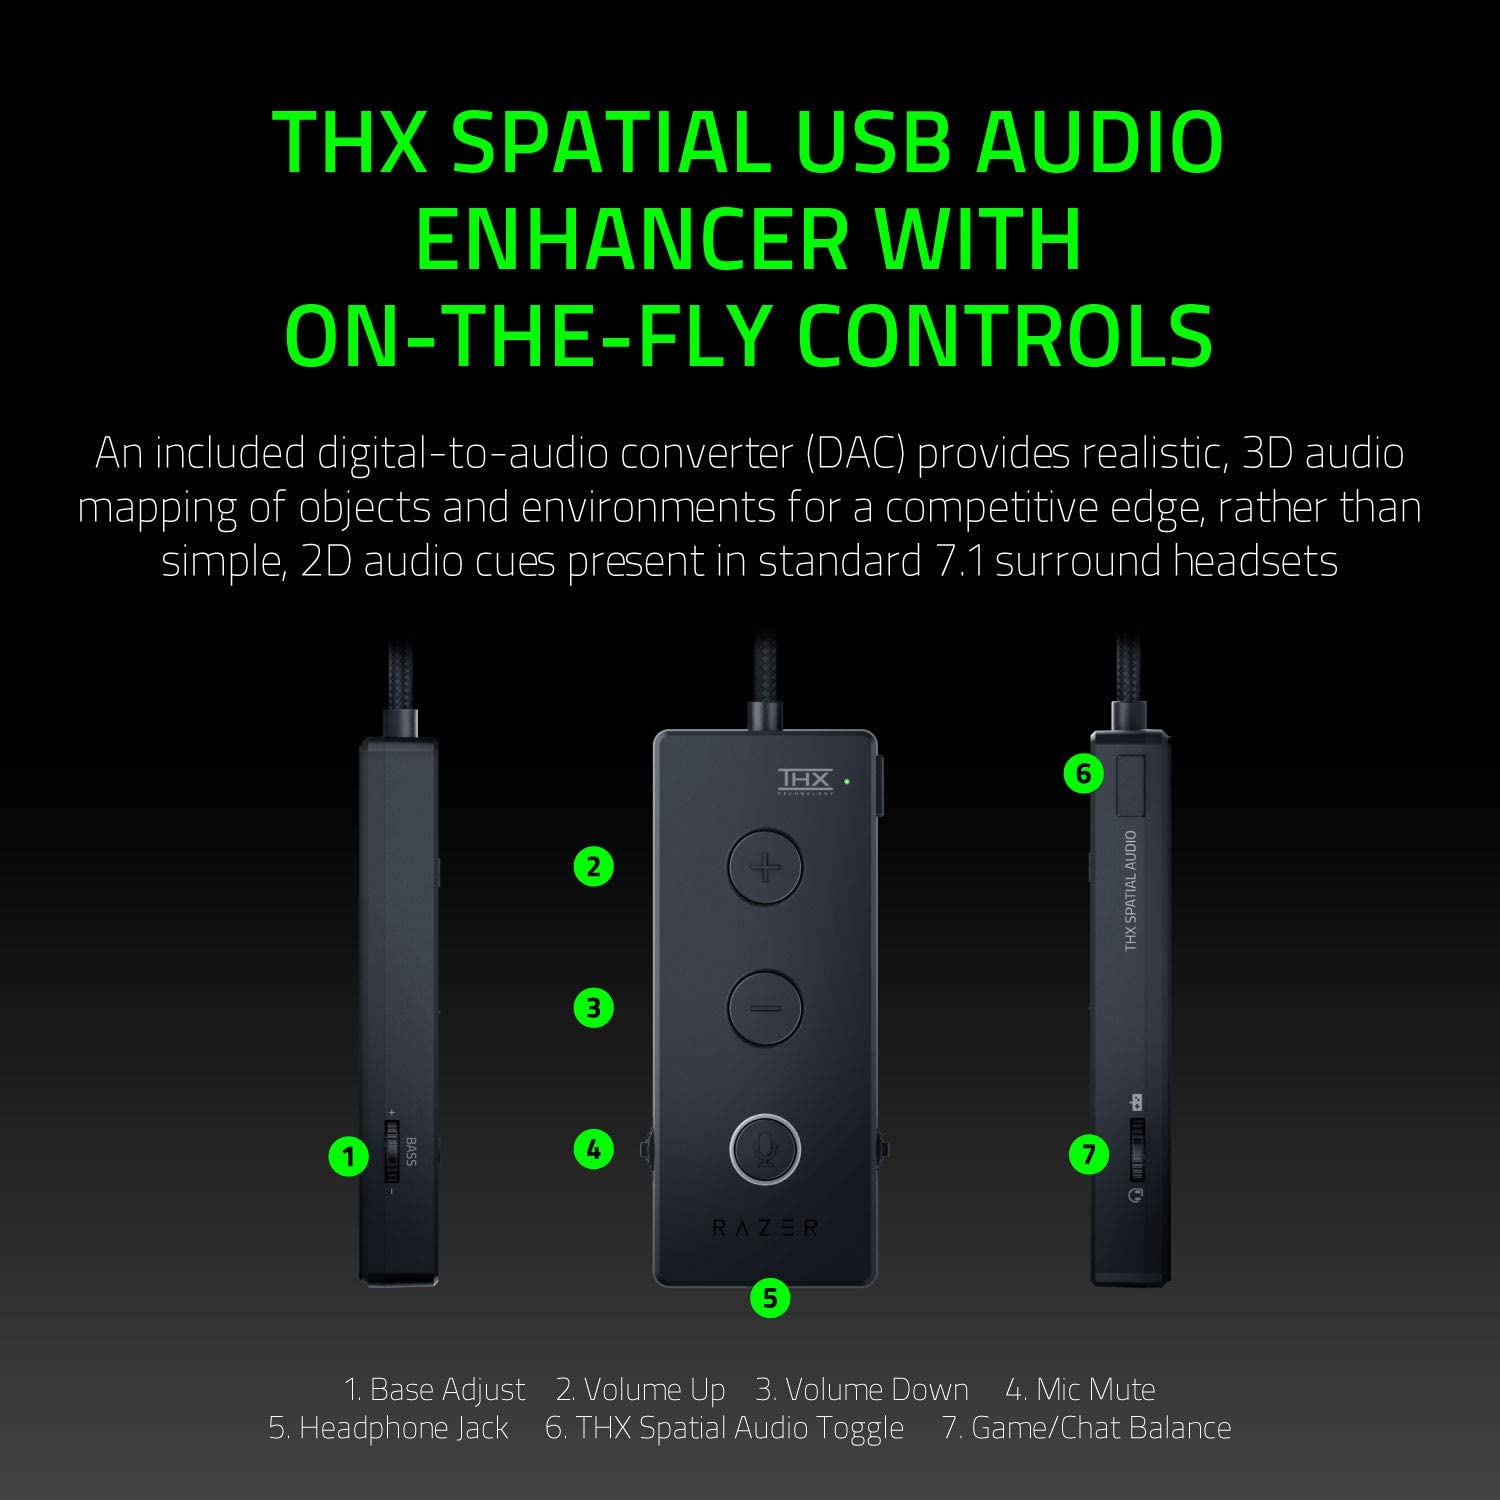 THX SPATIAL USB AUDIO
ENHANCER WITH
ON-THE-FLY CONTROLS
An included digital-to-audio converter (DAC) provides realistic, 3D audio
mapping of objects and environments for a competitive edge, rather than
simple, 2D audio cues present in standard 7.1 surround headsets
1
+
BASS
−
THX
TECHNOLOGY
2
+
3
−
4
RAZER
5
6
THX SPATIAL AUDIO
7
1. Base Adjust 2. Volume Up 3. Volume Down 4. Mic Mute
5. Headphone Jack 6. THX Spatial Audio Toggle 7. Game/Chat Balance